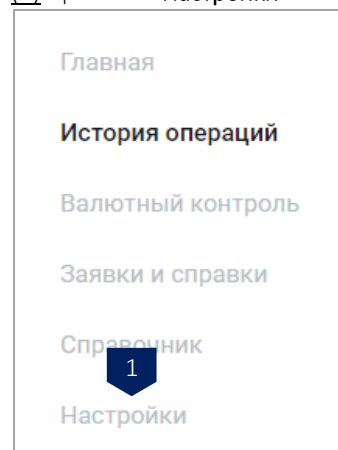 Главная
История операций
Валютный контроль
Заявки и справки
Справочник
1
Настройки